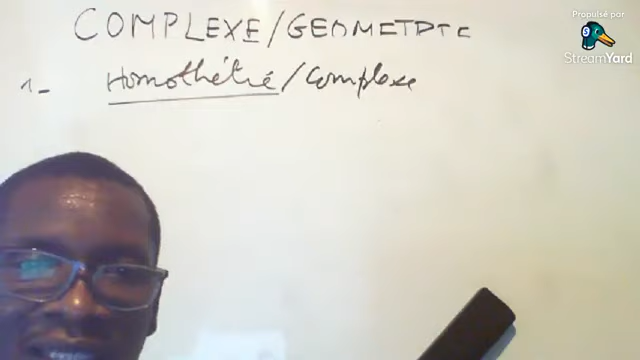 COMPLEXE/GEOMETRIE
1- Homothétie/Complexe
Propulsé par
StreamYard